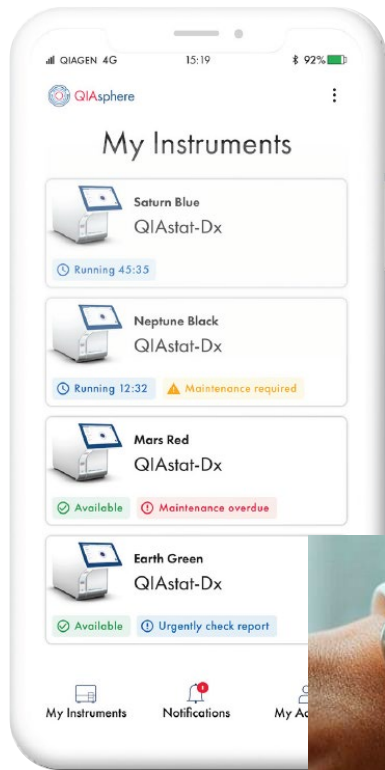 QIAGEN 4G 15:19 92%
QIAsphere
My Instruments
Saturn Blue
QIAstat-Dx
Running 45:35
Neptune Black
QIAstat-Dx
Running 12:32 Maintenance required
Mars Red
QIAstat-Dx
Available Maintenance overdue
Earth Green
QIAstat-Dx
Available Urgently check report
My Instruments Notifications My